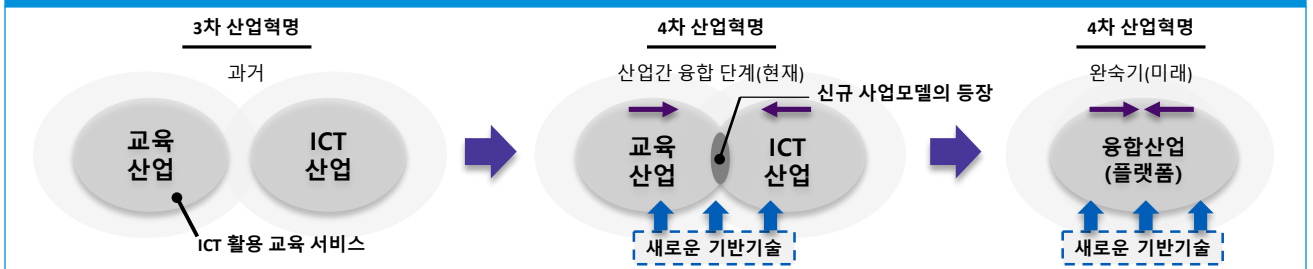 3차 산업혁명
과거
교육
산업
ICT
산업
ICT 활용 교육 서비스
4차 산업혁명
산업간 융합 단계(현재)
신규 사업모델의 등장
교육
산업
ICT
산업
새로운 기반기술
4차 산업혁명
완숙기(미래)
융합산업
(플랫폼)
새로운 기반기술